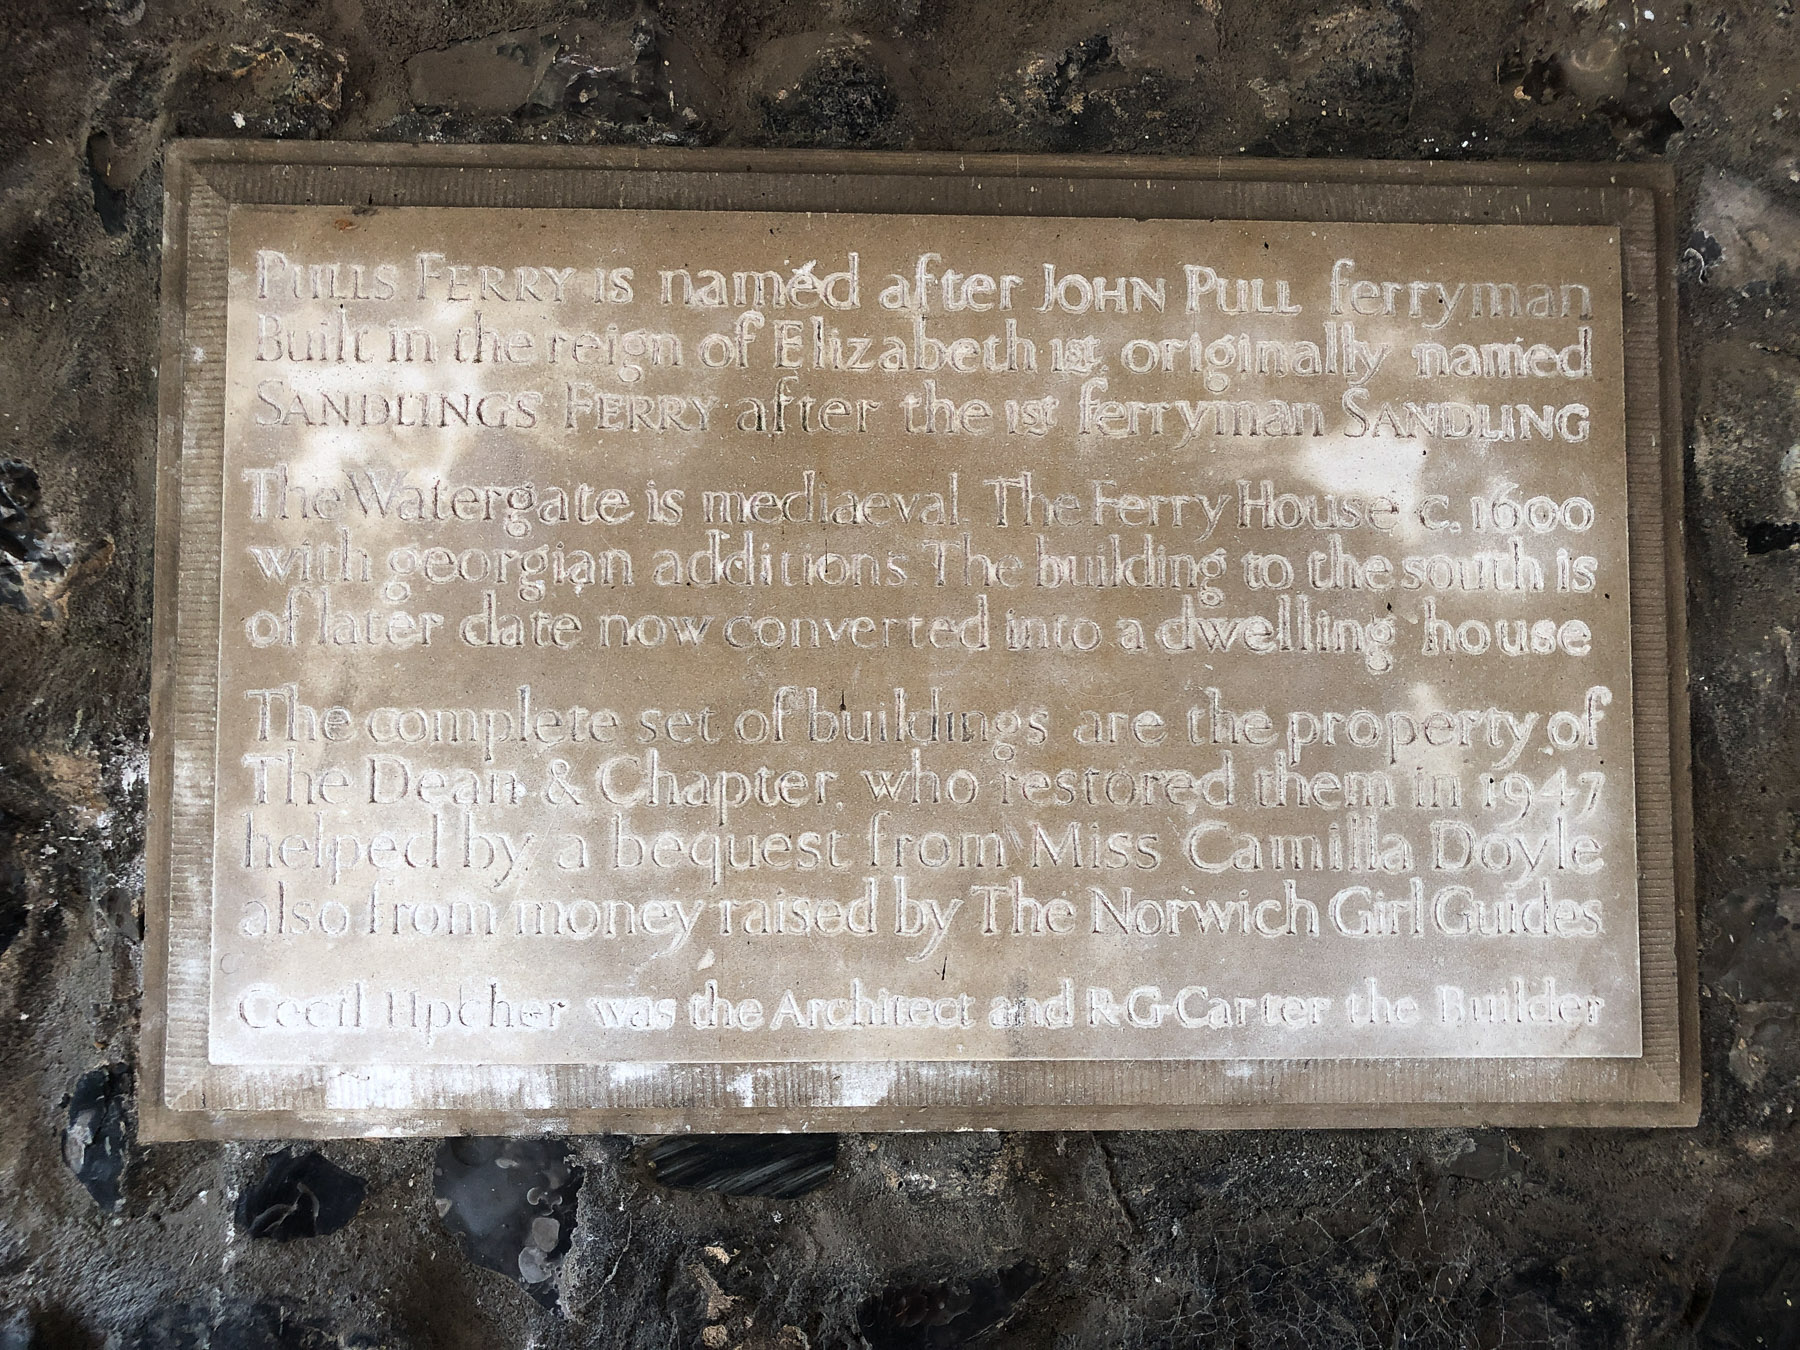 PULLS FERRY IS named after JOHN PULL ferryman
Built in the reign of Elizabeth 1st originally named
SANDLINGS FERRY after the 1st ferryman SANDLING
The Watergate is mediaeval. The Ferry House c. 1600
with georgian additions. The building to the south is
of later date now converted into a dwelling house
The complete set of buildings are the property of
The Dean & Chapter, who restored them in 1947
helped by a bequest from Miss Camilla Doyle
also from money raised by The Norwich Girl Guides
Cecil Upcher was the Architect and R·G·Carter the Builder